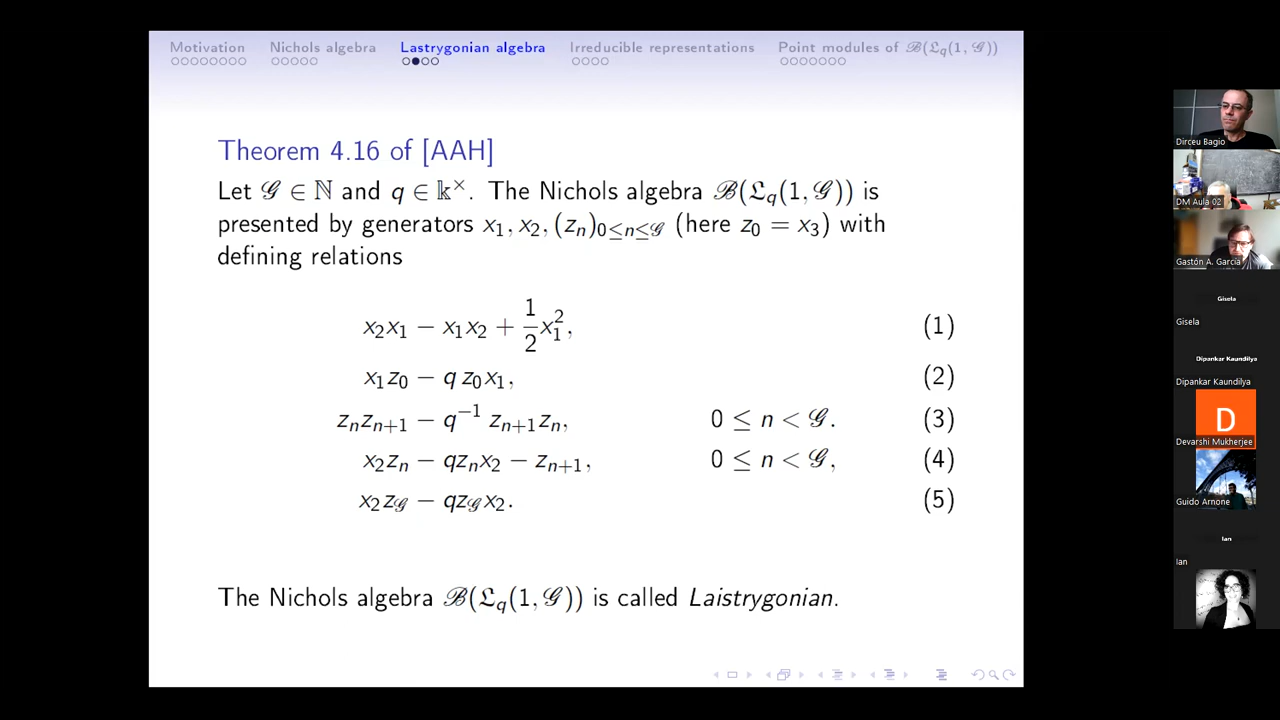 Motivation Nichols algebra Lastrygonian algebra Irreducible representations Point modules of ℬ(𝔏_q(1, 𝒢))
Theorem 4.16 of [AAH]
Let 𝒢 ∈ ℕ and q ∈ 𝕜^×. The Nichols algebra ℬ(𝔏_q(1, 𝒢)) is
presented by generators x_1, x_2, (z_n)_{0≤n≤𝒢} (here z_0 = x_3) with
defining relations
x_2x_1 − x_1x_2 + \frac{1}{2}x_1^2, (1)
x_1z_0 − q z_0x_1, (2)
z_nz_{n+1} − q^{−1} z_{n+1}z_n, 0 ≤ n < 𝒢. (3)
x_2z_n − qz_nx_2 − z_{n+1}, 0 ≤ n < 𝒢, (4)
x_2z_𝒢 − qz_𝒢x_2. (5)
The Nichols algebra ℬ(𝔏_q(1, 𝒢)) is called Laistrygonian.
Dirceu Bagio
DM Aula 02
Gastón A. García
Gisela
Gisela
Dipankar Kaundilya
Dipankar Kaundilya
D
Devarshi Mukherjee
Guido Arnone
Ian
Ian